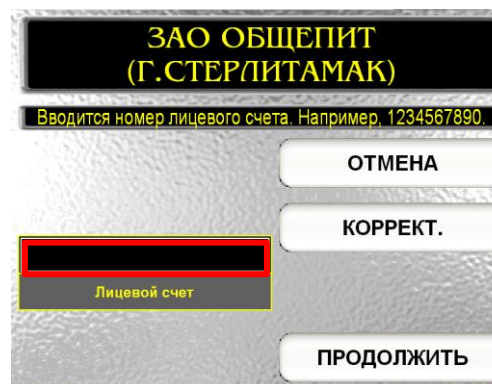 ЗАО ОБЩЕПИТ
(Г.СТЕРЛИТАМАК)
Вводится номер лицевого счета. Например, 1234567890.
ОТМЕНА
КОРРЕКТ.
Лицевой счет
ПРОДОЛЖИТЬ